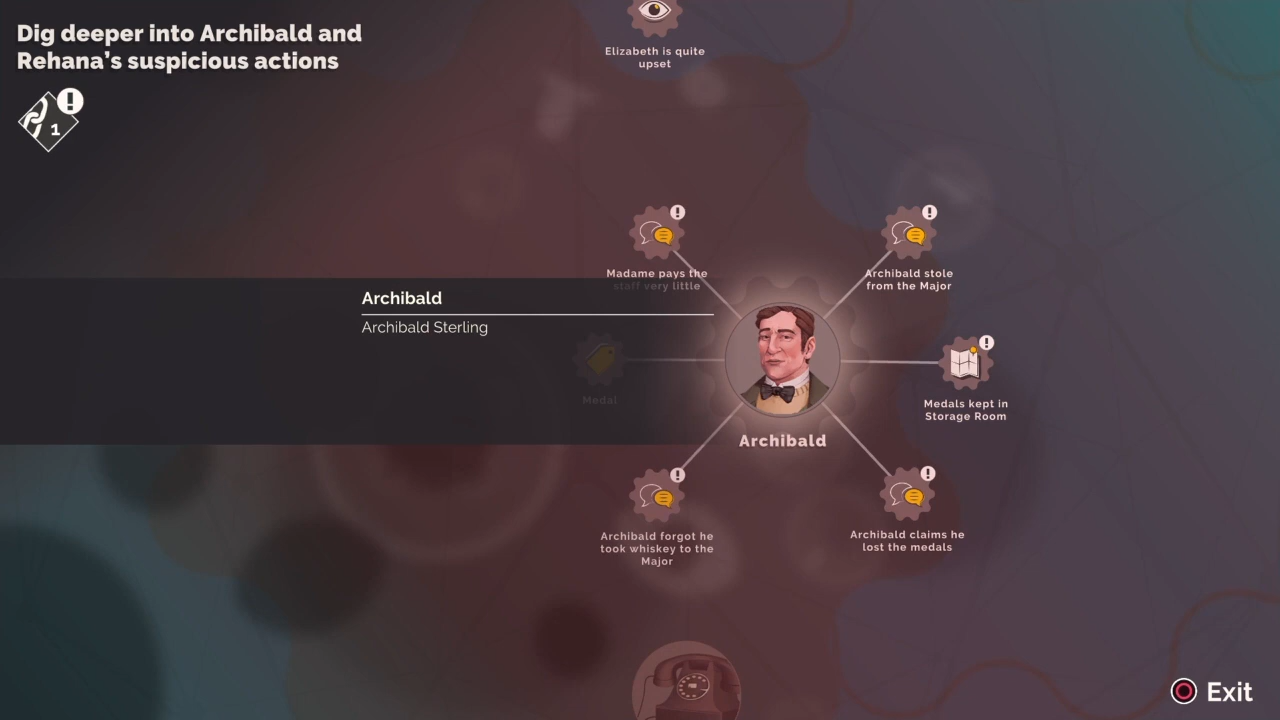 Dig deeper into Archibald and
Rehana's suspicious actions
1
Elizabeth is quite
upset
Madame pays the
staff very little
Archibald stole
from the Major
Archibald
Archibald Sterling
Medal
Medals kept in
Storage Room
Archibald
Archibald forgot he
took whiskey to the
Major
Archibald claims he
lost the medals
Exit